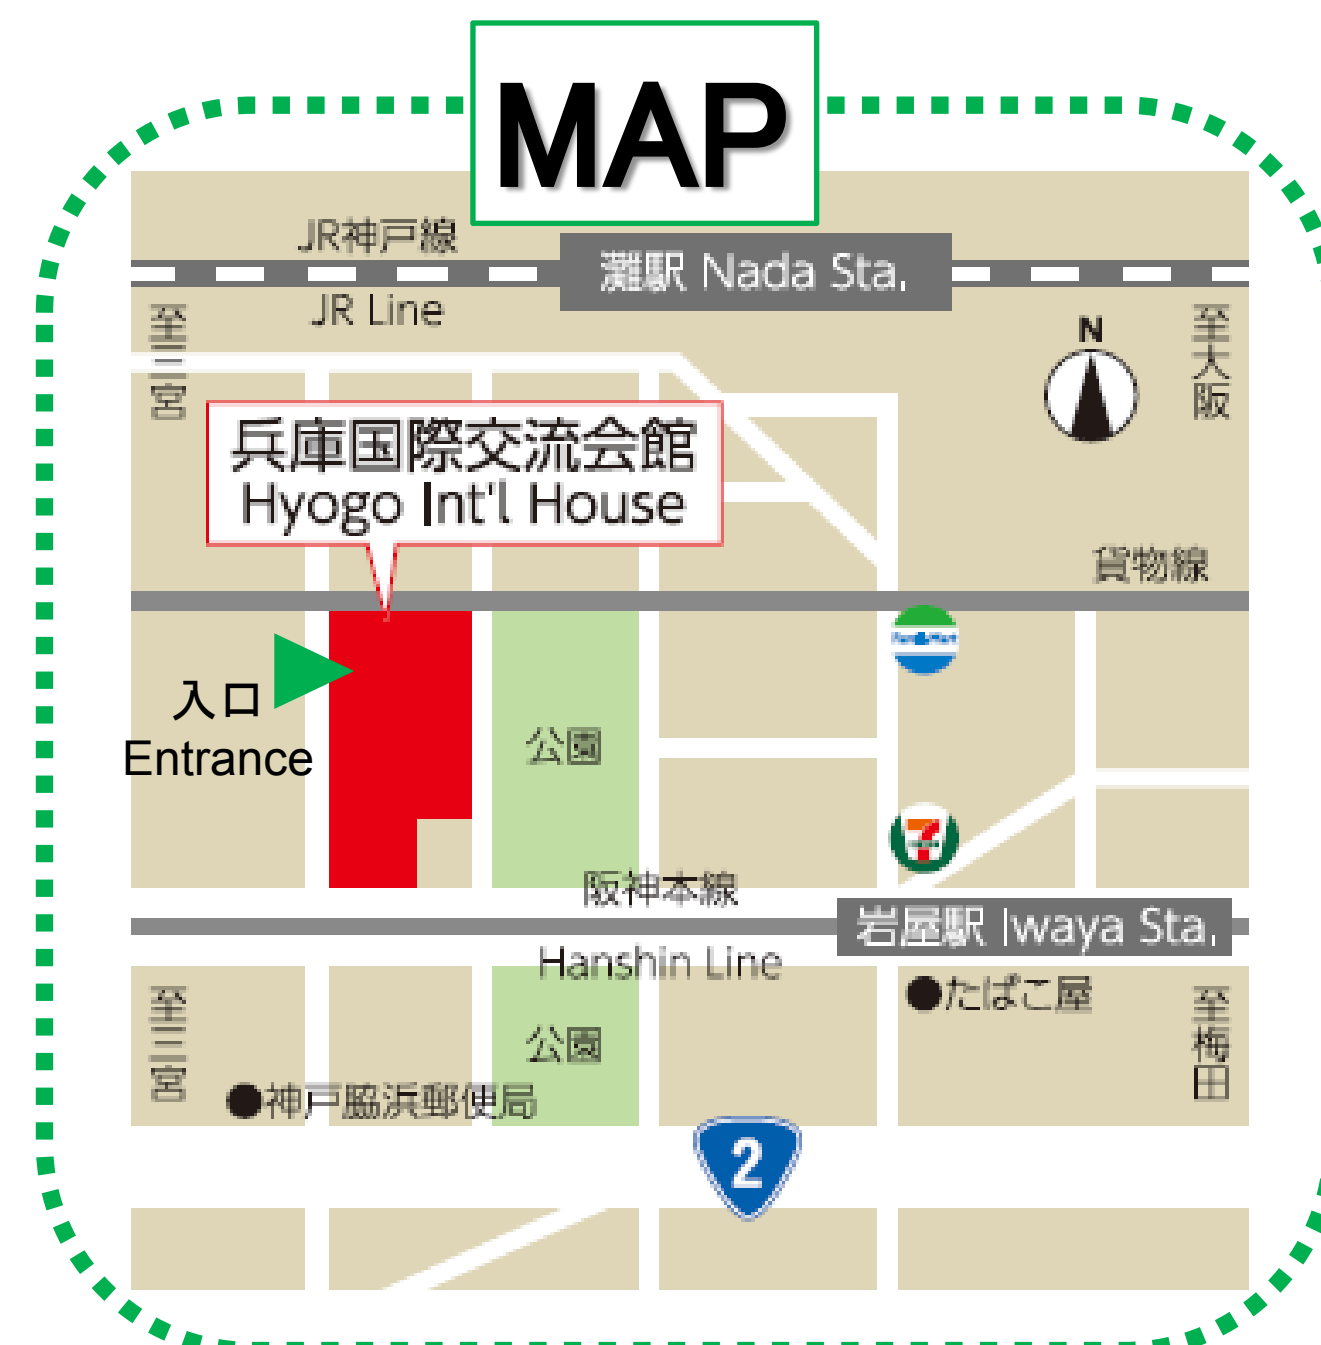 MAP
JR神戸線
灘駅 Nada Sta.
JR Line
至三宮
N
至大阪
兵庫国際交流会館
Hyogo Int'l House
貨物線
FamilyMart
入口
Entrance
公園
7
阪神本線
岩屋駅 Iwaya Sta.
Hanshin Line
●たばこ屋
至三宮
公園
至梅田
●神戸脇浜郵便局
2